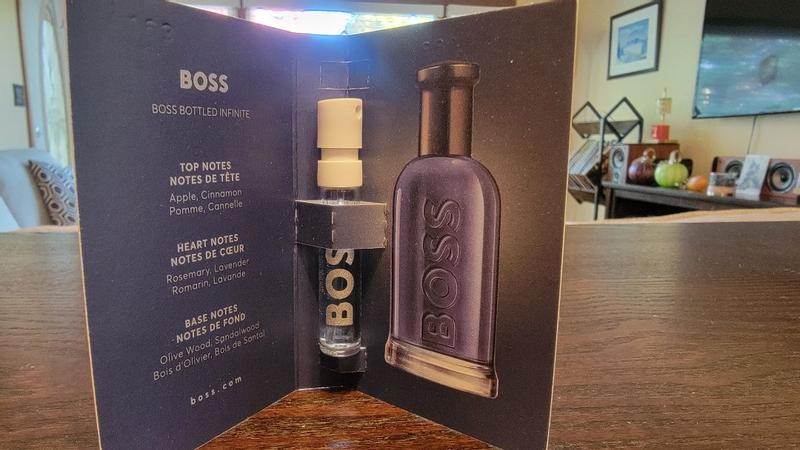 BOSS
BOSS BOTTLED INFINITE
TOP NOTES
NOTES DE TÊTE
Apple, Cinnamon
Pomme, Cannelle
HEART NOTES
NOTES DE CŒUR
Rosemary, Lavender
Romarin, Lavande
BASE NOTES
NOTES DE FOND
Olive Wood, Sandalwood
Bois d'Olivier, Bois de Santal
boss.com
BOSS
BOSS